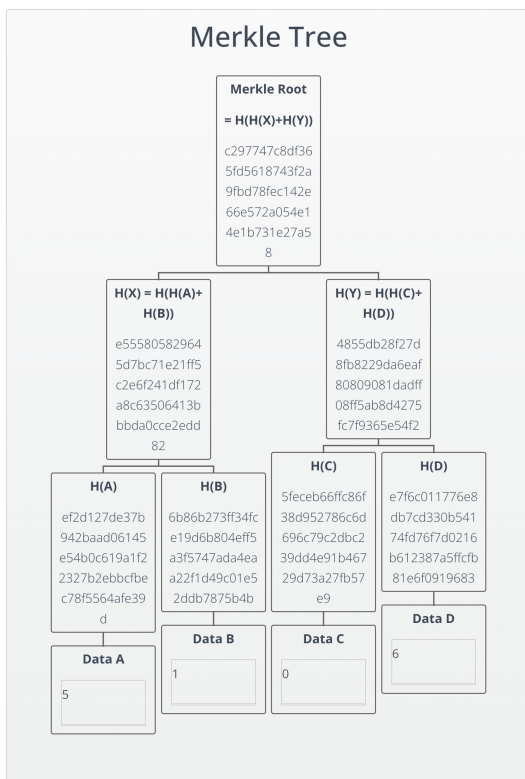 Merkle Tree
Merkle Root
= H(H(X)+H(Y))
c297747c8df36
5fd5618743f2a
9fbd78fec142e
66e572a054e1
4e1b731e27a5
8
H(X) = H(H(A)+
H(B))
e55580582964
5d7bc71e21ff5
c2e6f241df172
a8c63506413b
bbda0cce2edd
82
H(Y) = H(H(C)+
H(D))
4855db28f27d
8fb8229da6eaf
80809081dadff
08ff5ab8d4275
fc7f9365e54f2
H(A)
ef2d127de37b
942baad06145
e54b0c619a1f2
2327b2ebbcfbe
c78f5564afe39
d
H(B)
6b86b273ff34fc
e19d6b804eff5
a3f5747ada4ea
a22f1d49c01e5
2ddb7875b4b
H(C)
5feceb66ffc86f
38d952786c6d
696c79c2dbc2
39dd4e91b467
29d73a27fb57
e9
H(D)
e7f6c011776e8
db7cd330b541
74fd76f7d0216
b612387a5ffcfb
81e6f0919683
Data A
5
Data B
1
Data C
0
Data D
6